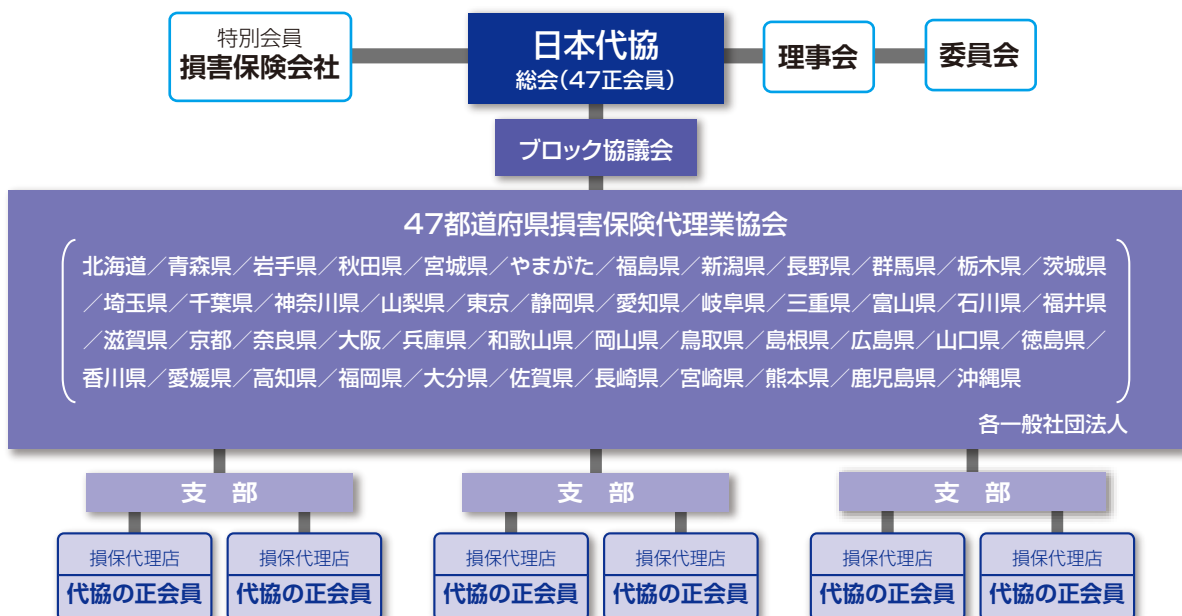 特別会員
損害保険会社
日本代協
総会(47正会員)
理事会
委員会
ブロック協議会
47都道府県損害保険代理業協会
北海道／青森県／岩手県／秋田県／宮城県／やまがた／福島県／新潟県／長野県／群馬県／栃木県／茨城県
／埼玉県／千葉県／神奈川県／山梨県／東京／静岡県／愛知県／岐阜県／三重県／富山県／石川県／福井県
／滋賀県／京都／奈良県／大阪／兵庫県／和歌山県／岡山県／鳥取県／島根県／広島県／山口県／徳島県／
香川県／愛媛県／高知県／福岡県／大分県／佐賀県／長崎県／宮崎県／熊本県／鹿児島県／沖縄県
各一般社団法人
支 部
支 部
支 部
損保代理店
代協の正会員
損保代理店
代協の正会員
損保代理店
代協の正会員
損保代理店
代協の正会員
損保代理店
代協の正会員
損保代理店
代協の正会員